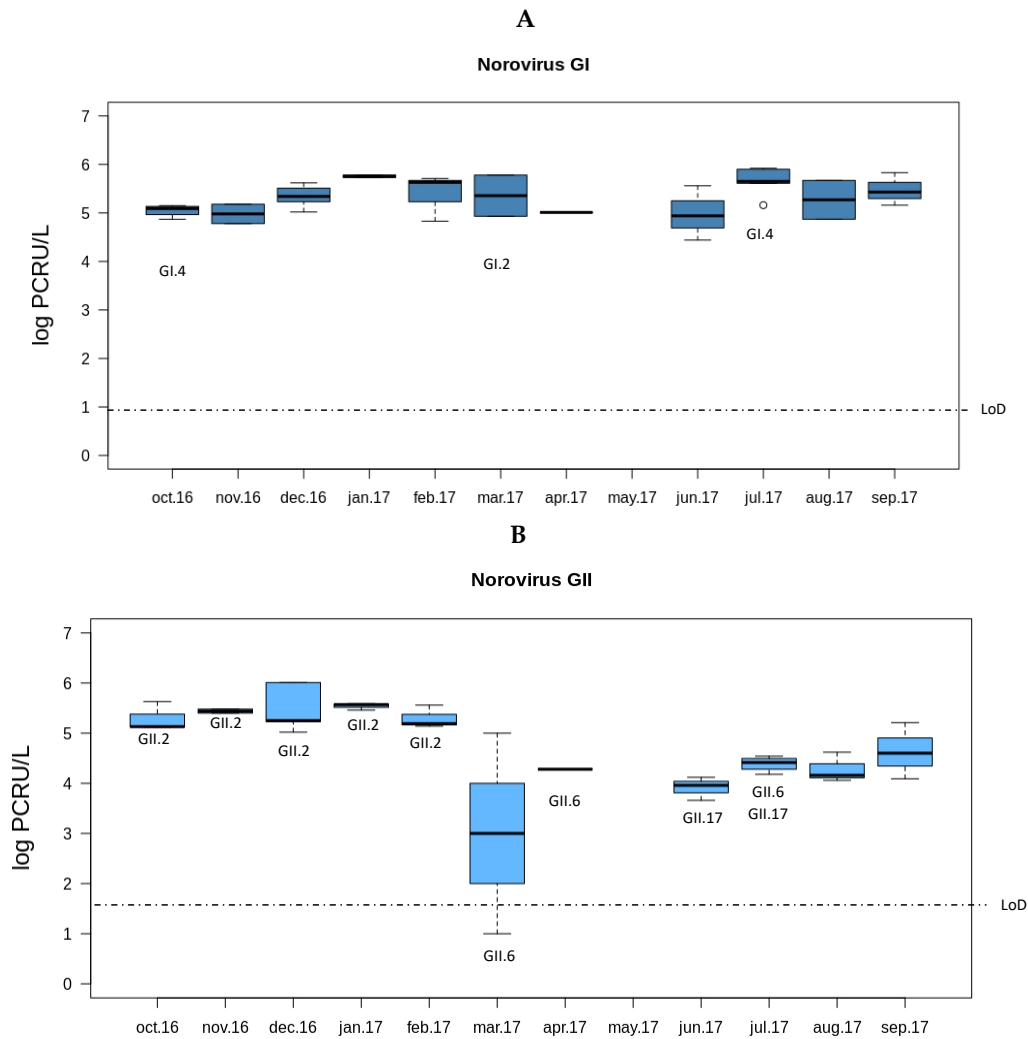 A
Norovirus GI
log PCRU/L
7
6
5
4
3
2
1
0
GI.4
GI.2
GI.4
LoD
oct.16 nov.16 dec.16 jan.17 feb.17 mar.17 apr.17 may.17 jun.17 jul.17 aug.17 sep.17
B
Norovirus GII
log PCRU/L
7
6
5
4
3
2
1
0
GII.2 GII.2 GII.2 GII.2 GII.2
GII.6
GII.6
GII.17
GII.6
GII.17
LoD
oct.16 nov.16 dec.16 jan.17 feb.17 mar.17 apr.17 may.17 jun.17 jul.17 aug.17 sep.17